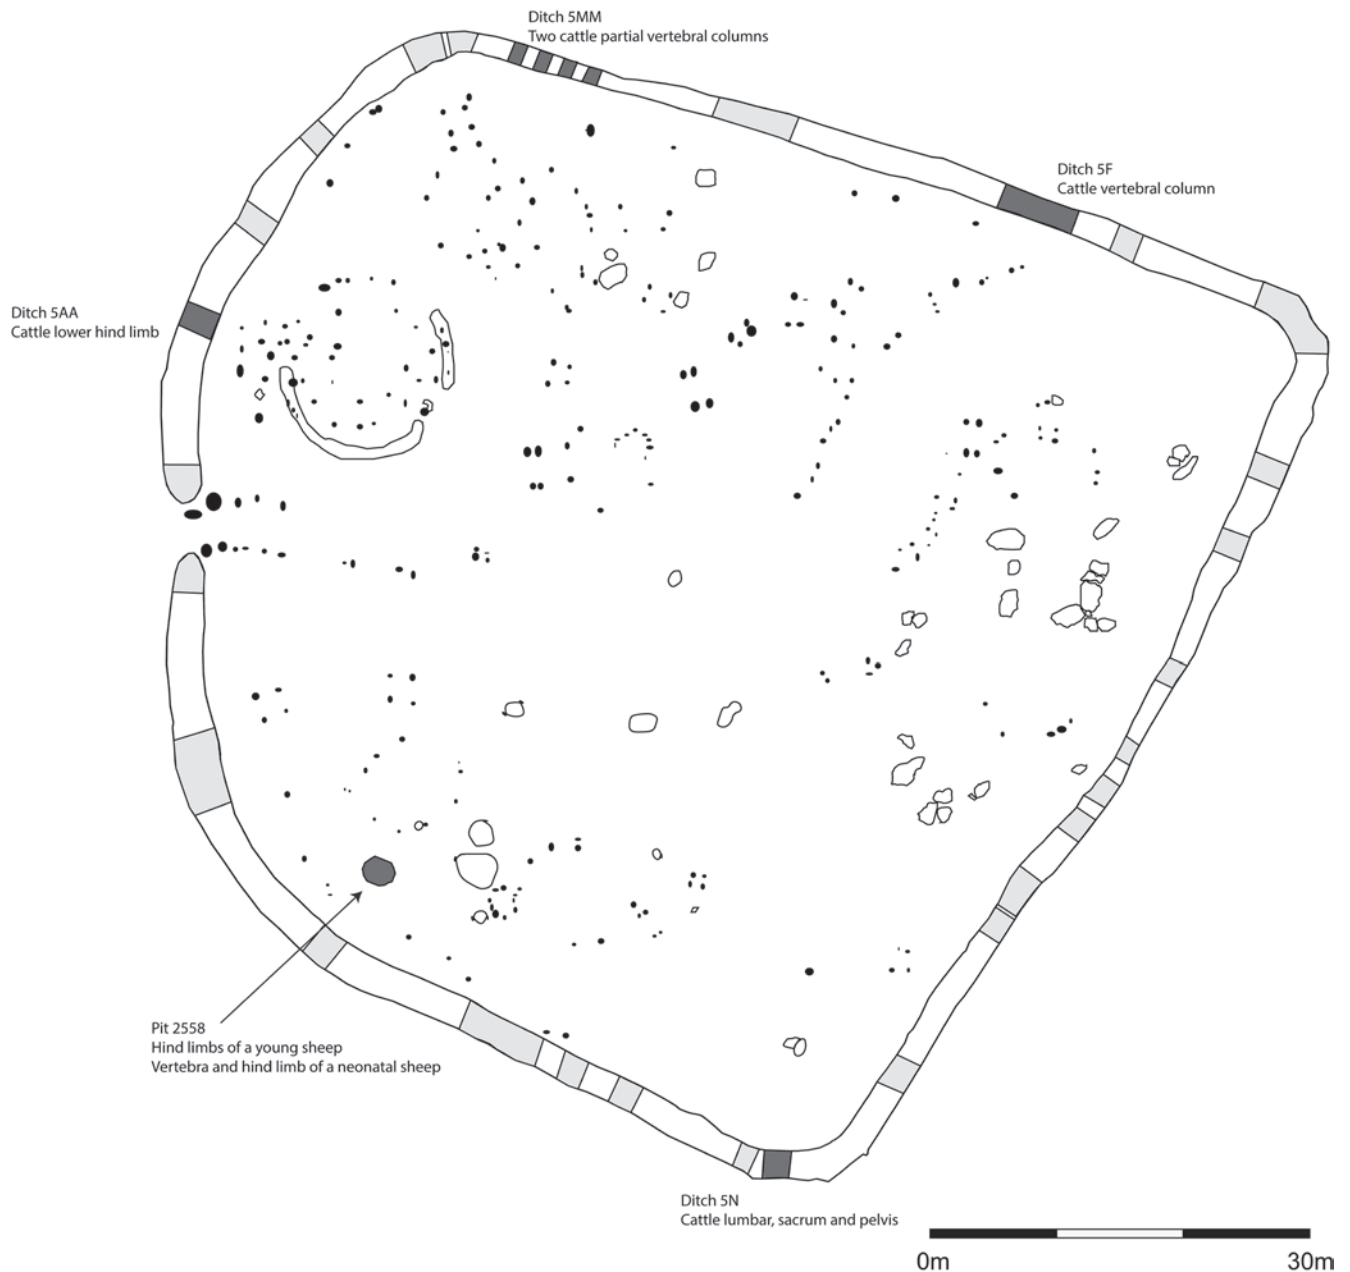 Ditch 5MM
Two cattle partial vertebral columns
Ditch 5F
Cattle vertebral column
Ditch 5AA
Cattle lower hind limb
Pit 2558
Hind limbs of a young sheep
Vertebra and hind limb of a neonatal sheep
Ditch 5N
Cattle lumbar, sacrum and pelvis
0m 30m